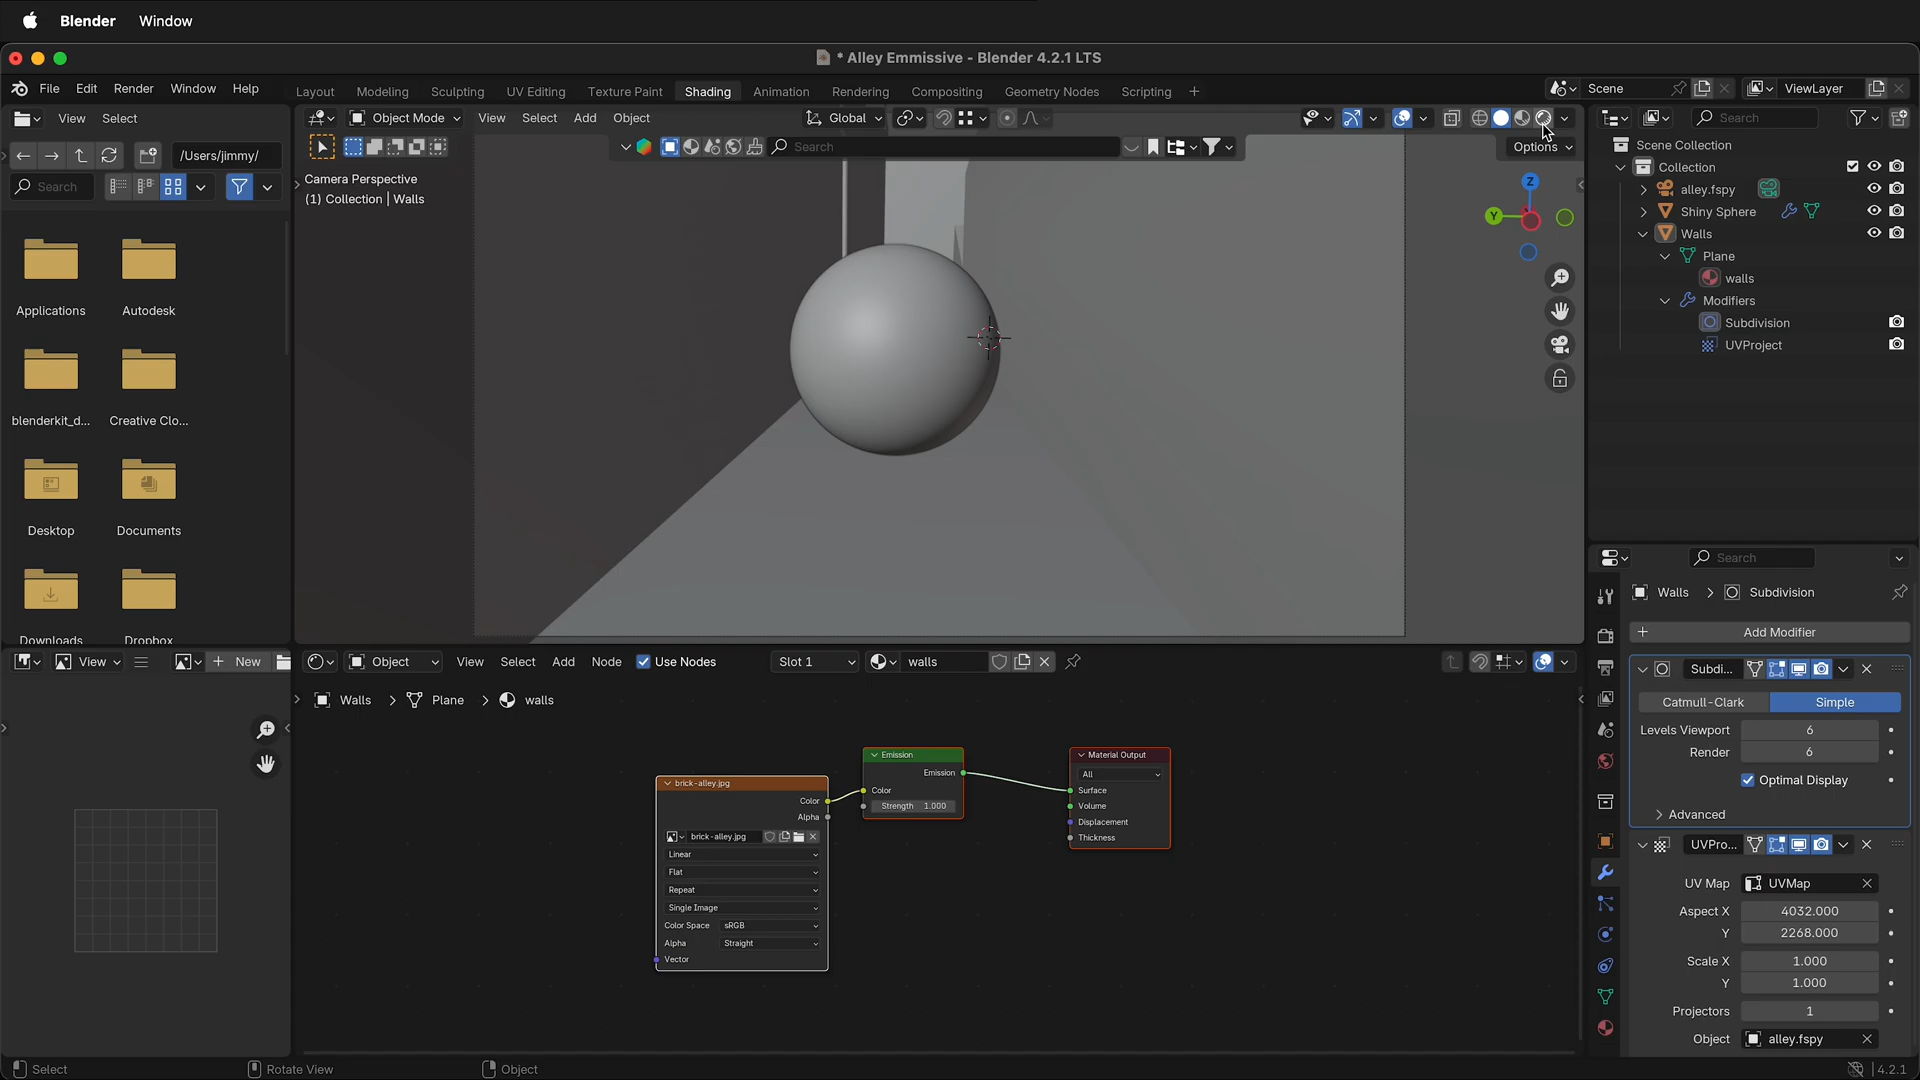 Blender Window
* Alley Emmissive - Blender 4.2.1 LTS
File Edit Render Window Help
Layout Modeling Sculpting UV Editing Texture Paint Shading Animation Rendering Compositing Geometry Nodes Scripting +
Scene ViewLayer
View Select
Object Mode View Select Add Object Global
Search
/Users/jimmy/
Search
Search Options
Camera Perspective
(1) Collection | Walls
Z
Y
Applications Autodesk
blenderkit_d... Creative Clo...
Desktop Documents
Downloads Dropbox
Scene Collection
Collection
alley.fspy
Shiny Sphere
Walls
Plane
walls
Modifiers
Subdivision
UVProject
View + New
Object View Select Add Node Use Nodes Slot 1 walls
Walls > Plane > walls
brick-alley.jpg
Color
Alpha
brick-alley.jpg
Linear
Flat
Repeat
Single Image
Color Space sRGB
Alpha Straight
Vector
Emission
Emission
Color
Strength 1.000
Material Output
All
Surface
Volume
Displacement
Thickness
Search
Walls > Subdivision
+ Add Modifier
Subdi...
Catmull-Clark Simple
Levels Viewport 6
Render 6
Optimal Display
Advanced
UVPro...
UV Map UVMap
Aspect X 4032.000
Y 2268.000
Scale X 1.000
Y 1.000
Projectors 1
Object alley.fspy
Select Rotate View Object 4.2.1